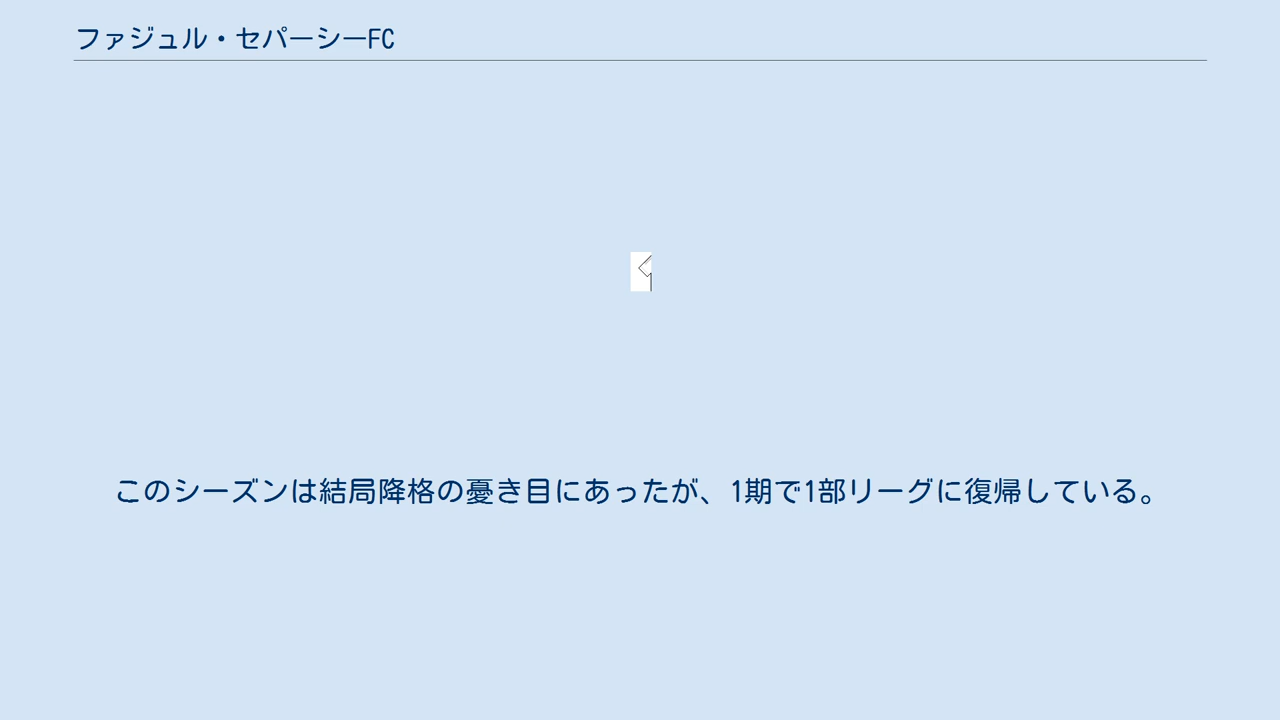 ファジュル・セパーシーFC
このシーズンは結局降格の憂き目にあったが、1期で1部リーグに復帰している。